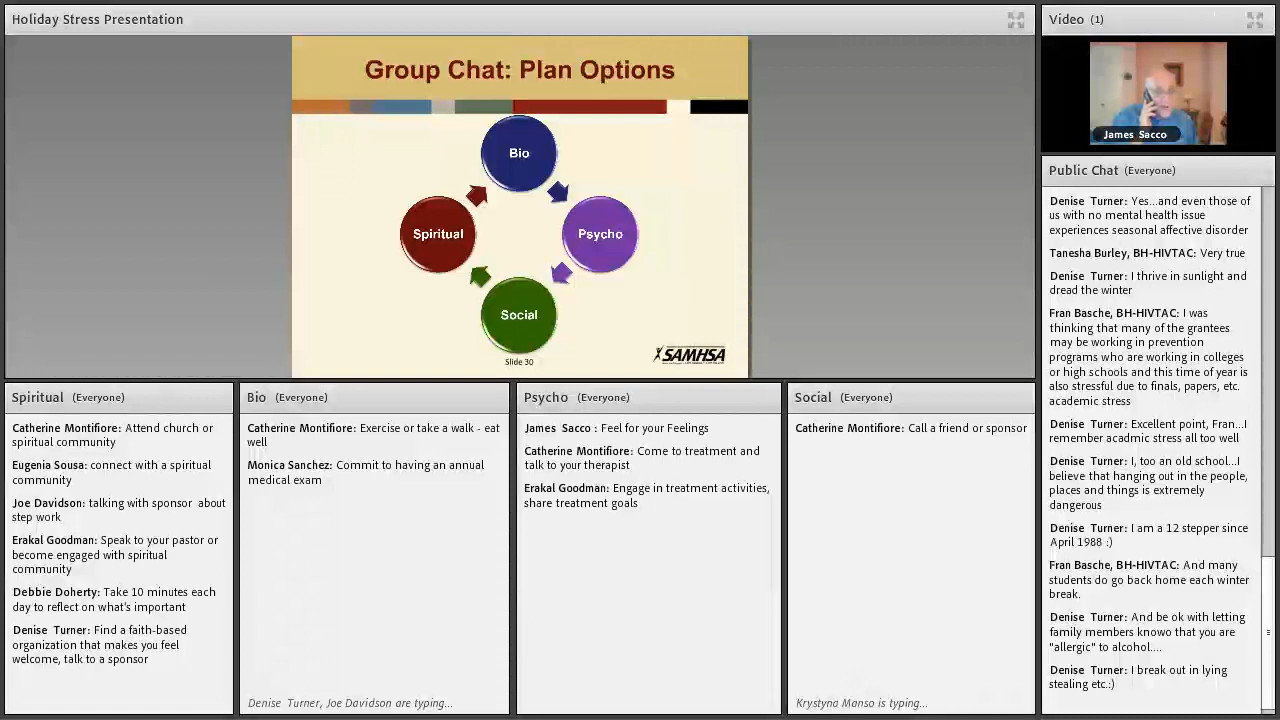 Holiday Stress Presentation
Group Chat: Plan Options
Bio
Spiritual
Psycho
Social
Slide 30
SAMHSA
Video (1)
James Sacco
Public Chat (Everyone)
Denise Turner: Yes...and even those of
us with no mental health issue
experiences seasonal affective disorder
Tanesha Burley, BH-HIVTAC: Very true
Denise Turner: I thrive in sunlight and
dread the winter
Fran Basche, BH-HIVTAC: I was
thinking that many of the grantees
may be working in prevention
programs who are working in colleges
or high schools and this time of year is
also stressful due to finals, papers, etc.
academic stress
Denise Turner: Excellent point, Fran...I
remember acadmic stress all too well
Denise Turner: I, too an old school...I
believe that hanging out in the people,
places and things is extremely
dangerous
Denise Turner: I am a 12 stepper since
April 1988 :)
Fran Basche, BH-HIVTAC: And many
students do go back home each winter
break.
Denise Turner: And be ok with letting
family members knowo that you are
"allergic" to alcohol....
Denise Turner: I break out in lying
stealing etc.:)
Spiritual (Everyone)
Catherine Montifiore: Attend church or
spiritual community
Eugenia Sousa: connect with a spiritual
community
Joe Davidson: talking with sponsor about
step work
Erakal Goodman: Speak to your pastor or
become engaged with spiritual
community
Debbie Doherty: Take 10 minutes each
day to reflect on what's important
Denise Turner: Find a faith-based
organization that makes you feel
welcome, talk to a sponsor
Bio (Everyone)
Catherine Montifiore: Exercise or take a walk - eat
well
Monica Sanchez: Commit to having an annual
medical exam
Denise Turner, Joe Davidson are typing...
Psycho (Everyone)
James Sacco : Feel for your Feelings
Catherine Montifiore: Come to treatment and
talk to your therapist
Erakal Goodman: Engage in treatment activities,
share treatment goals
Social (Everyone)
Catherine Montifiore: Call a friend or sponsor
Krystyna Manso is typing...